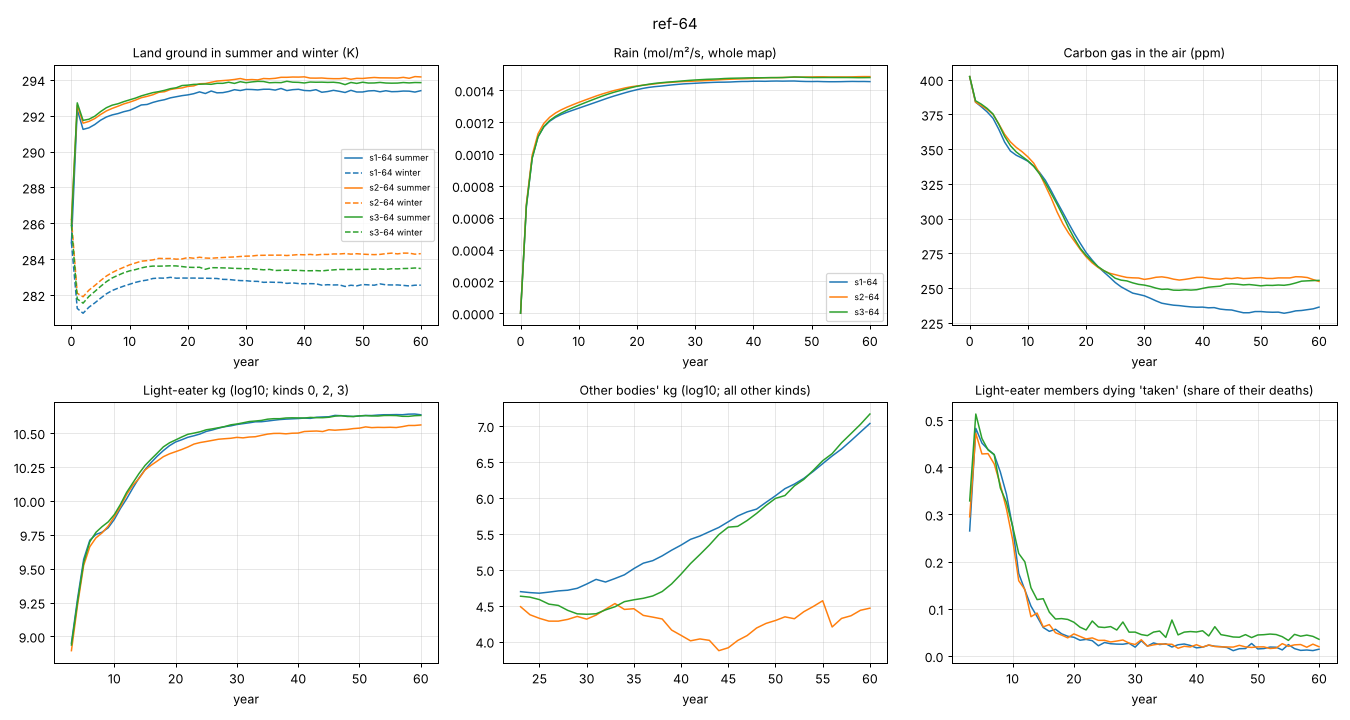 ref-64
Land ground in summer and winter (K)
294
292
290
288
286
284
282
s1-64 summer
s1-64 winter
s2-64 summer
s2-64 winter
s3-64 summer
s3-64 winter
0 10 20 30 40 50 60
year
Rain (mol/m²/s, whole map)
0.0014
0.0012
0.0010
0.0008
0.0006
0.0004
0.0002
0.0000
s1-64
s2-64
s3-64
0 10 20 30 40 50 60
year
Carbon gas in the air (ppm)
400
375
350
325
300
275
250
225
0 10 20 30 40 50 60
year
Light-eater kg (log10; kinds 0, 2, 3)
10.50
10.25
10.00
9.75
9.50
9.25
9.00
10 20 30 40 50 60
year
Other bodies' kg (log10; all other kinds)
7.0
6.5
6.0
5.5
5.0
4.5
4.0
25 30 35 40 45 50 55 60
year
Light-eater members dying 'taken' (share of their deaths)
0.5
0.4
0.3
0.2
0.1
0.0
10 20 30 40 50 60
year